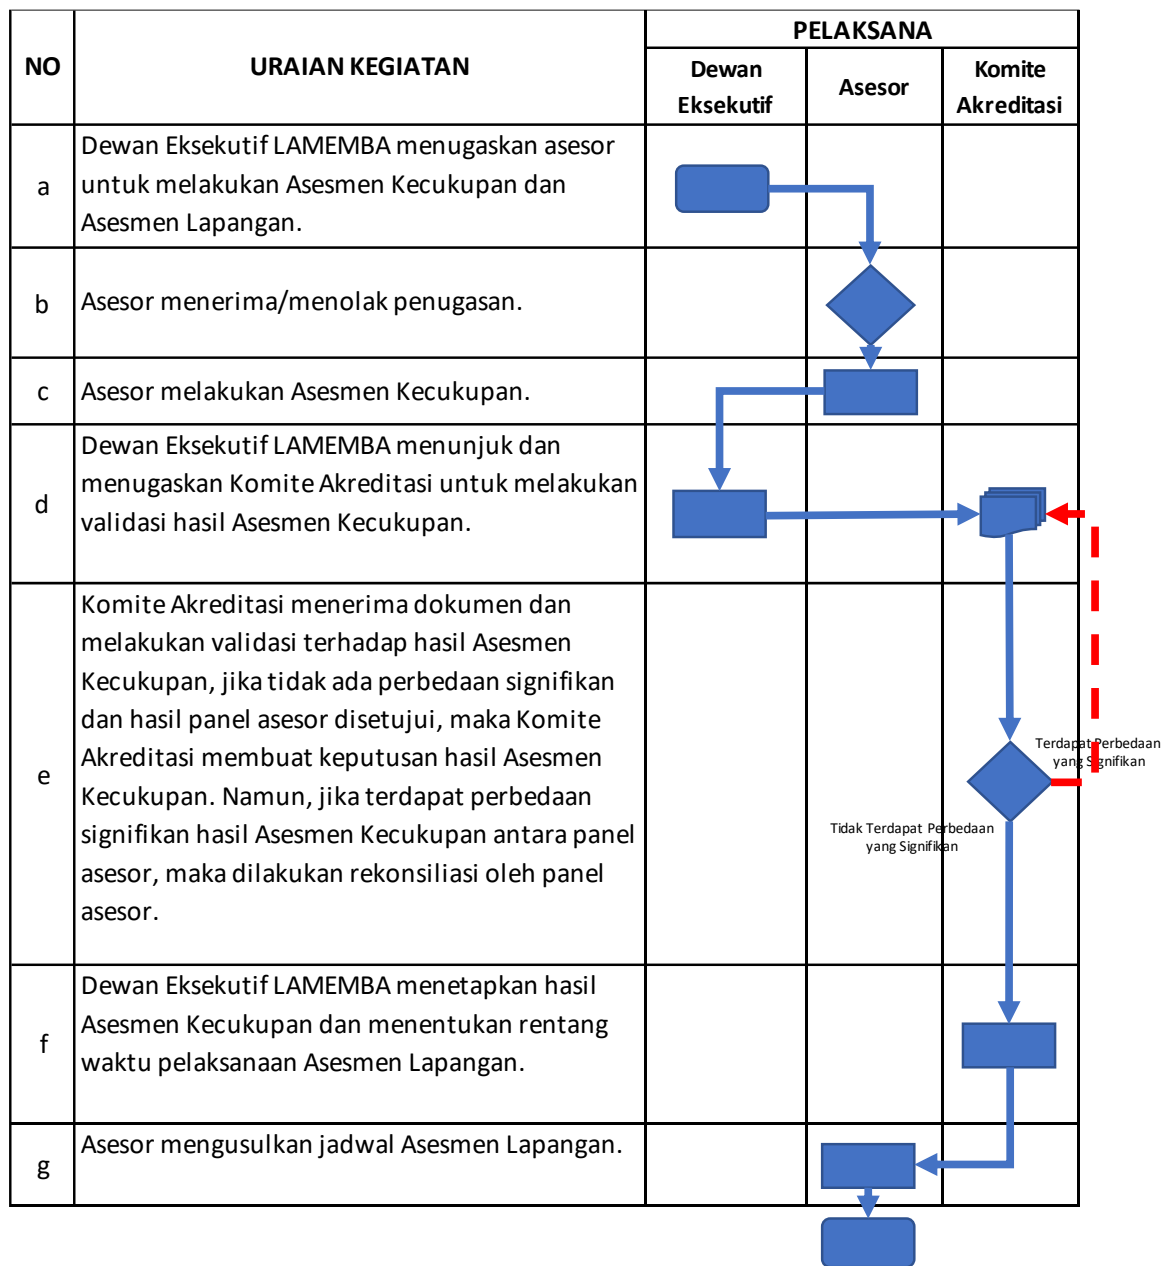 NO
URAIAN KEGIATAN
PELAKSANA
Dewan
Eksekutif
Asesor
Komite
Akreditasi
a
Dewan Eksekutif LAMEMBA menugaskan asesor
untuk melakukan Asesmen Kecukupan dan
Asesmen Lapangan.
b
Asesor menerima/menolak penugasan.
c
Asesor melakukan Asesmen Kecukupan.
d
Dewan Eksekutif LAMEMBA menunjuk dan
menugaskan Komite Akreditasi untuk melakukan
validasi hasil Asesmen Kecukupan.
e
Komite Akreditasi menerima dokumen dan
melakukan validasi terhadap hasil Asesmen
Kecukupan, jika tidak ada perbedaan signifikan
dan hasil panel asesor disetujui, maka Komite
Akreditasi membuat keputusan hasil Asesmen
Kecukupan. Namun, jika terdapat perbedaan
signifikan hasil Asesmen Kecukupan antara panel
asesor, maka dilakukan rekonsiliasi oleh panel
asesor.
Terdapat Perbedaan
yang Signifikan
Tidak Terdapat Perbedaan
yang Signifikan
f
Dewan Eksekutif LAMEMBA menetapkan hasil
Asesmen Kecukupan dan menentukan rentang
waktu pelaksanaan Asesmen Lapangan.
g
Asesor mengusulkan jadwal Asesmen Lapangan.